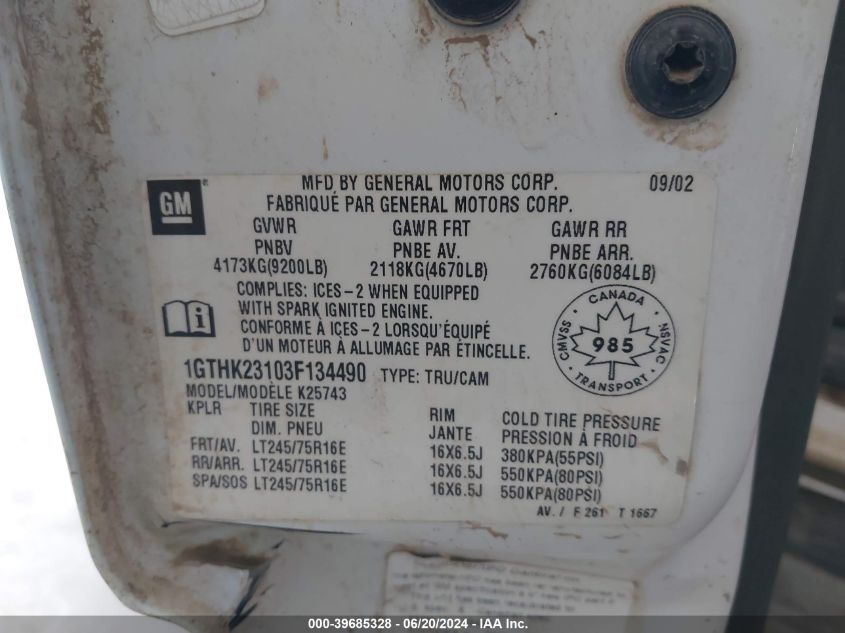 GM
MFD BY GENERAL MOTORS CORP. 09/02
FABRIQUÉ PAR GENERAL MOTORS CORP.
GVWR GAWR FRT GAWR RR
PNBV PNBE AV. PNBE ARR.
4173KG(9200LB) 2118KG(4670LB) 2760KG(6084LB)
COMPLIES: ICES-2 WHEN EQUIPPED
WITH SPARK IGNITED ENGINE.
CONFORME À ICES-2 LORSQU'ÉQUIPÉ
D'UN MOTEUR À ALLUMAGE PAR ÉTINCELLE.
CANADA
CMVSS 985 NSVAC
TRANSPORT
1GTHK23103F134490 TYPE: TRU/CAM
MODEL/MODÈLE K25743
KPLR TIRE SIZE RIM COLD TIRE PRESSURE
DIM. PNEU JANTE PRESSION À FROID
FRT/AV. LT245/75R16E 16X6.5J 380KPA(55PSI)
RR/ARR. LT245/75R16E 16X6.5J 550KPA(80PSI)
SPA/SOS LT245/75R16E 16X6.5J 550KPA(80PSI)
AV. / F 261 T 1667
000-39685328 - 06/20/2024 - IAA Inc.